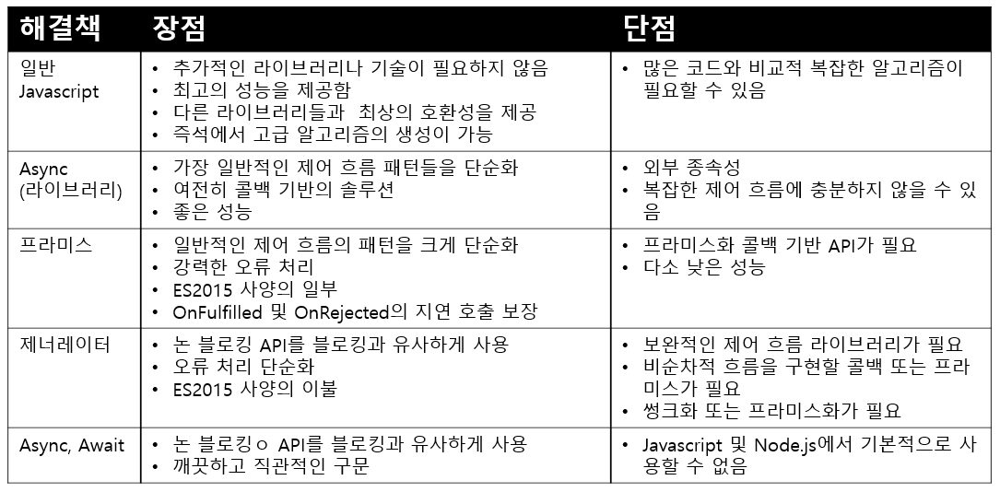 해결책 장점 단점
일반
Javascript
• 추가적인 라이브러리나 기술이 필요하지 않음
• 최고의 성능을 제공함
• 다른 라이브러리들과 최상의 호환성을 제공
• 즉석에서 고급 알고리즘의 생성이 가능
• 많은 코드와 비교적 복잡한 알고리즘이
필요할 수 있음
Async
(라이브러리)
• 가장 일반적인 제어 흐름 패턴들을 단순화
• 여전히 콜백 기반의 솔루션
• 좋은 성능
• 외부 종속성
• 복잡한 제어 흐름에 충분하지 않을 수 있
음
프라미스
• 일반적인 제어 흐름의 패턴을 크게 단순화
• 강력한 오류 처리
• ES2015 사양의 일부
• OnFulfilled 및 OnRejected의 지연 호출 보장
• 프라미스화 콜백 기반 API가 필요
• 다소 낮은 성능
제너레이터
• 논 블로킹 API를 블로킹과 유사하게 사용
• 오류 처리 단순화
• ES2015 사양의 이불
• 보완적인 제어 흐름 라이브러리가 필요
• 비순차적 흐름을 구현할 콜백 또는 프라
미스가 필요
• 썽크화 또는 프라미스화가 필요
Async, Await
• 논 블로킹ㅇ API를 블로킹과 유사하게 사용
• 깨끗하고 직관적인 구문
• Javascript 및 Node.js에서 기본적으로 사
용할 수 없음